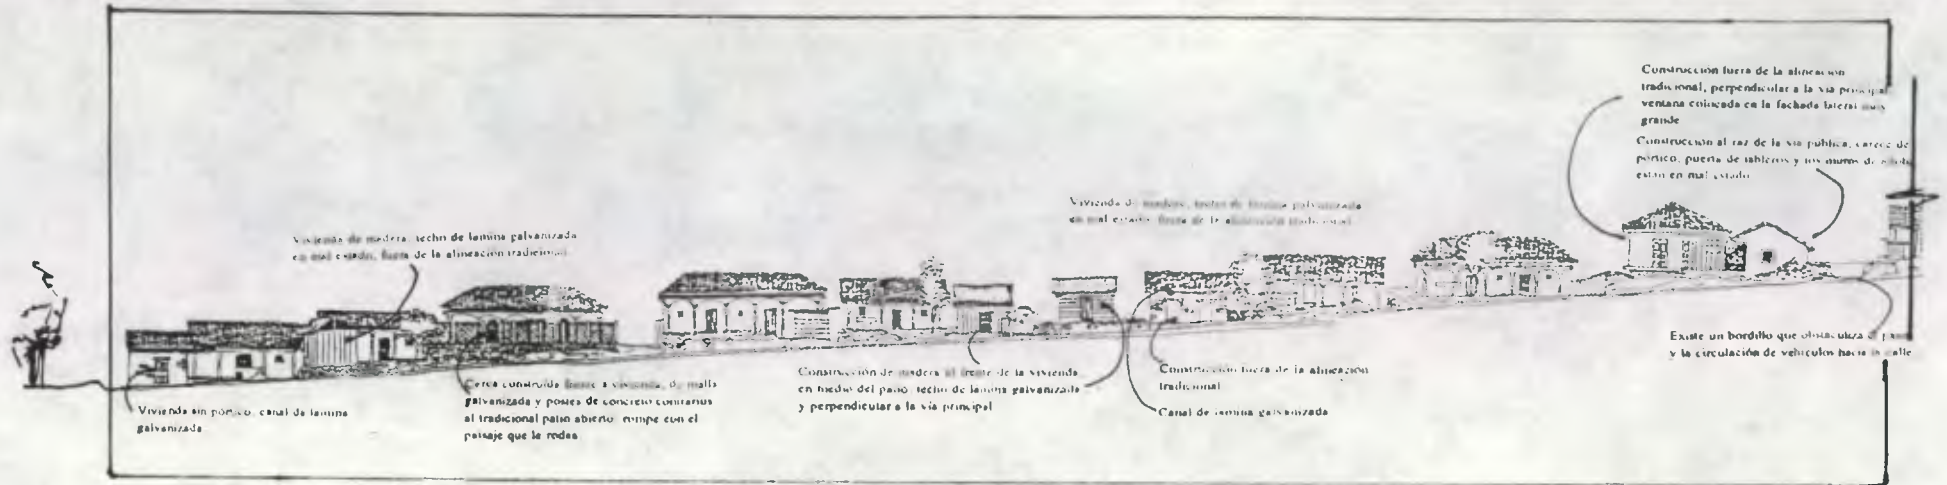 Construcción fuera de la alineación
tradicional, perpendicular a la vía principal
ventana colocada en la fachada lateral muy
grande
Construcción al raz de la vía pública, carece de
pórtico, puerta de tableros y los muros de adobe
están en mal estado
Vivienda de madera, techo de lámina galvanizada
en mal estado, fuera de la alineación tradicional
Vivienda de madera, techo de lámina galvanizada
en mal estado, fuera de la alineación tradicional
Existe un bordillo que obstaculiza el paso
y la circulación de vehículos hacia la calle
Vivienda sin pórtico, canal de lámina
galvanizada
Cerca construída frente a vivienda, de malla
galvanizada y postes de concreto contrarios
al tradicional patio abierto, rompe con el
paisaje que la rodea
Construcción de madera al frente de la vivienda
en medio del patio, techo de lámina galvanizada
y perpendicular a la vía principal
Construcción fuera de la alineación
tradicional
Canal de lámina galvanizada